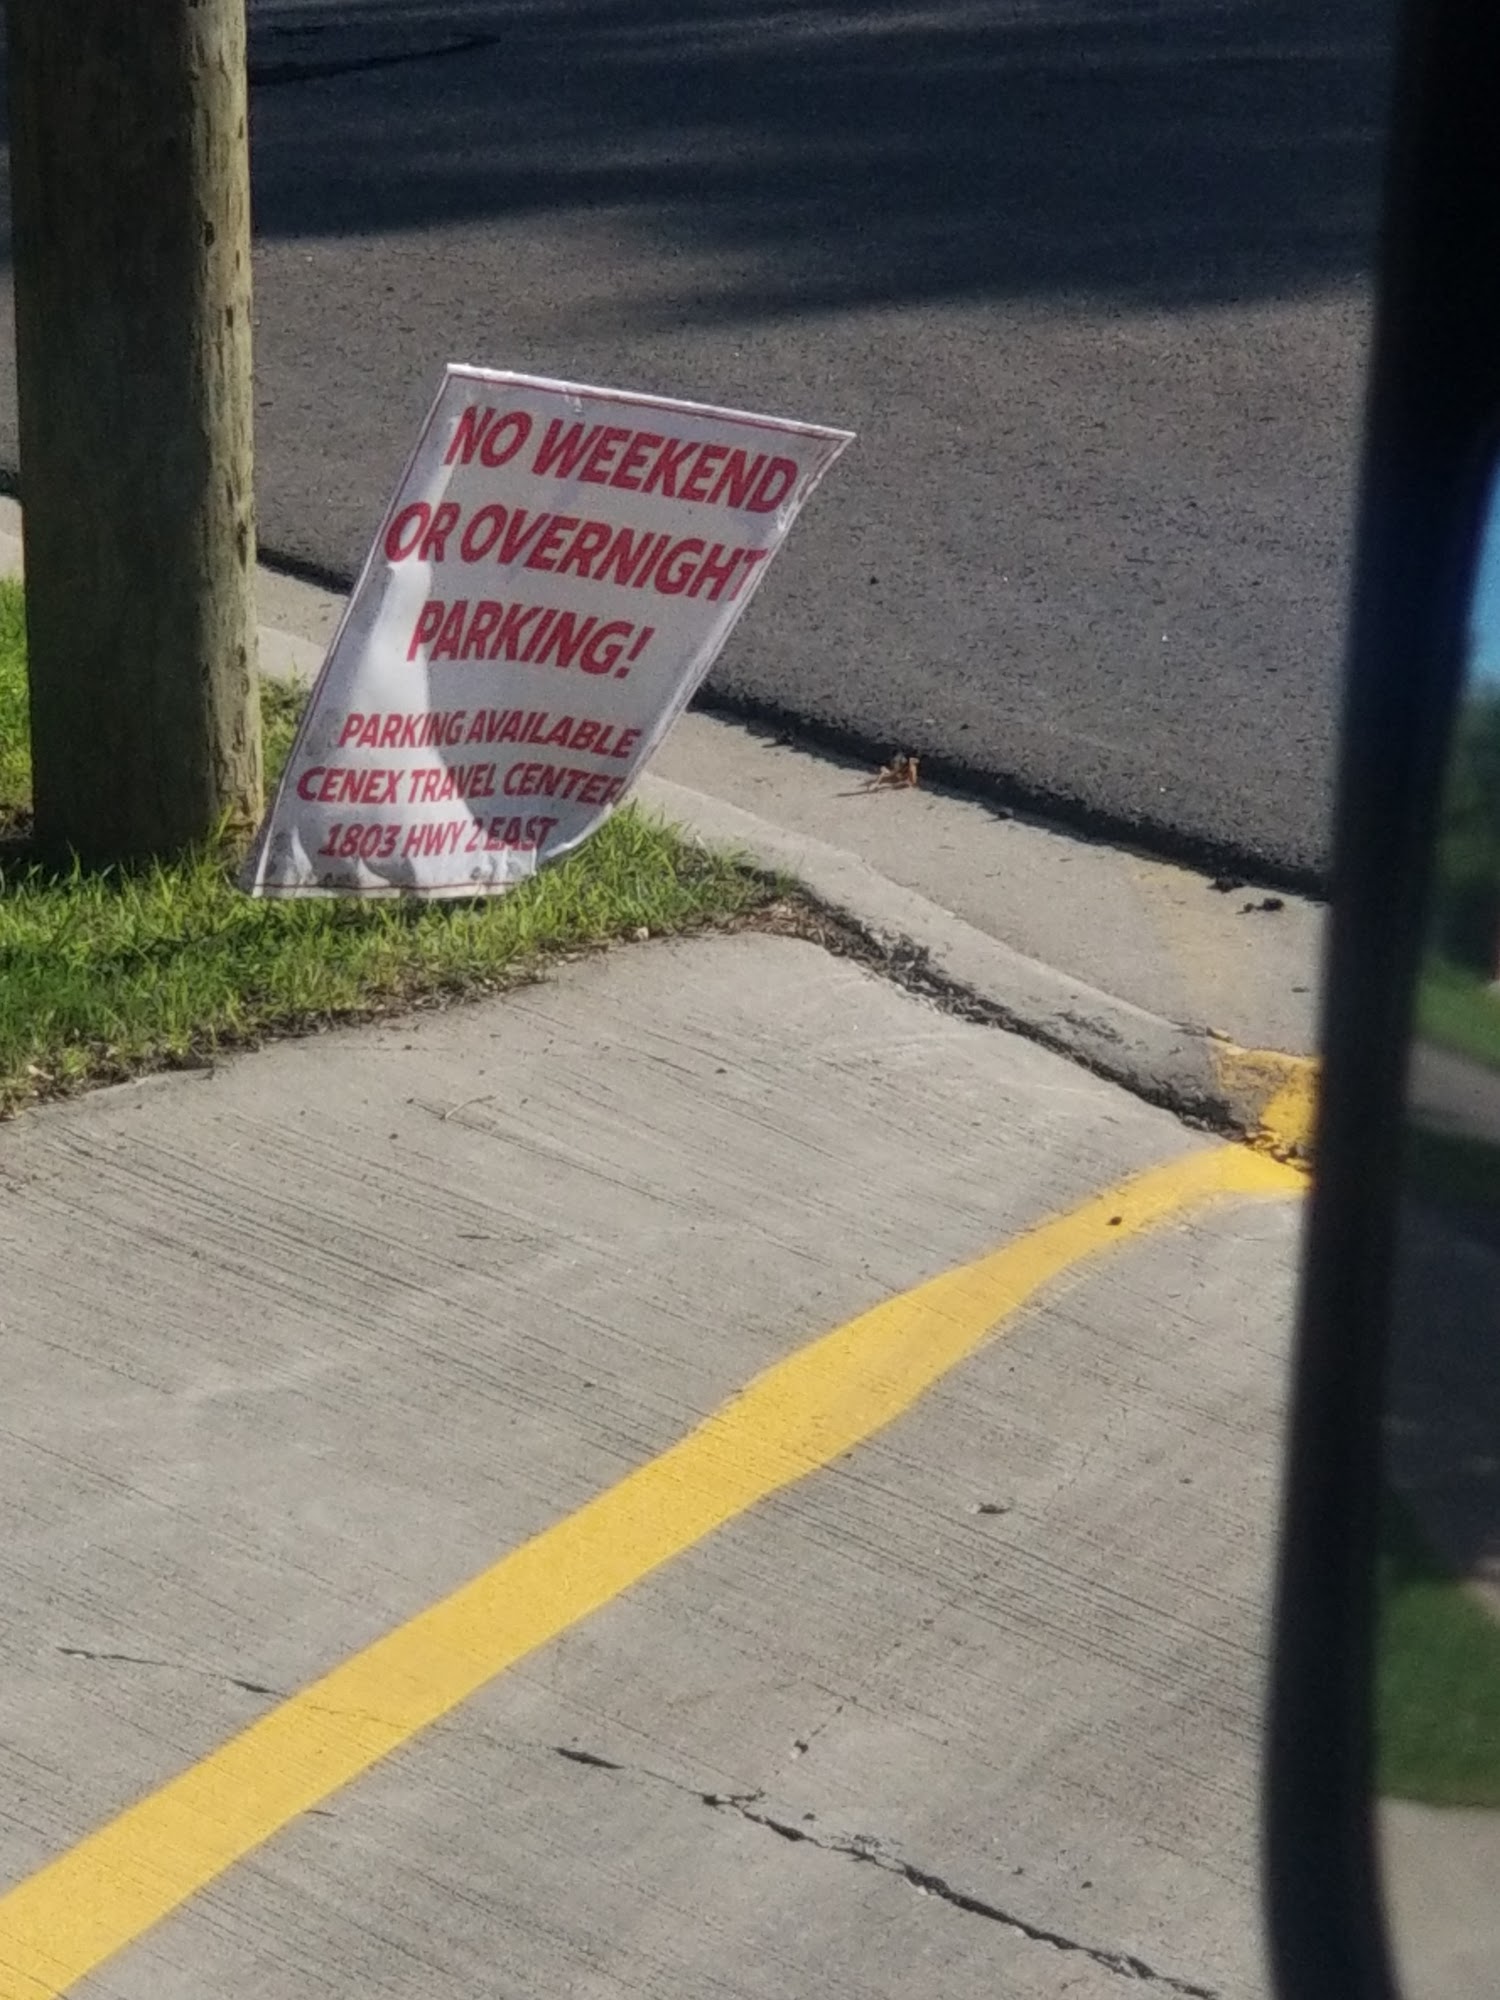 NO WEEKEND
OR OVERNIGHT
PARKING!
PARKING AVAILABLE
CENEX TRAVEL CENTER
1803 HWY 2 EAST